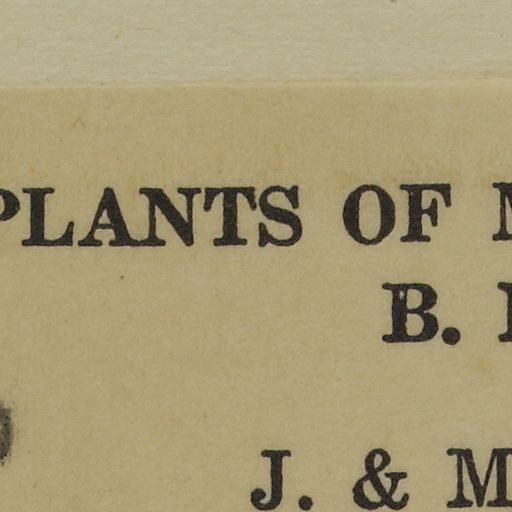 PLANTS OF
B.
J. & M